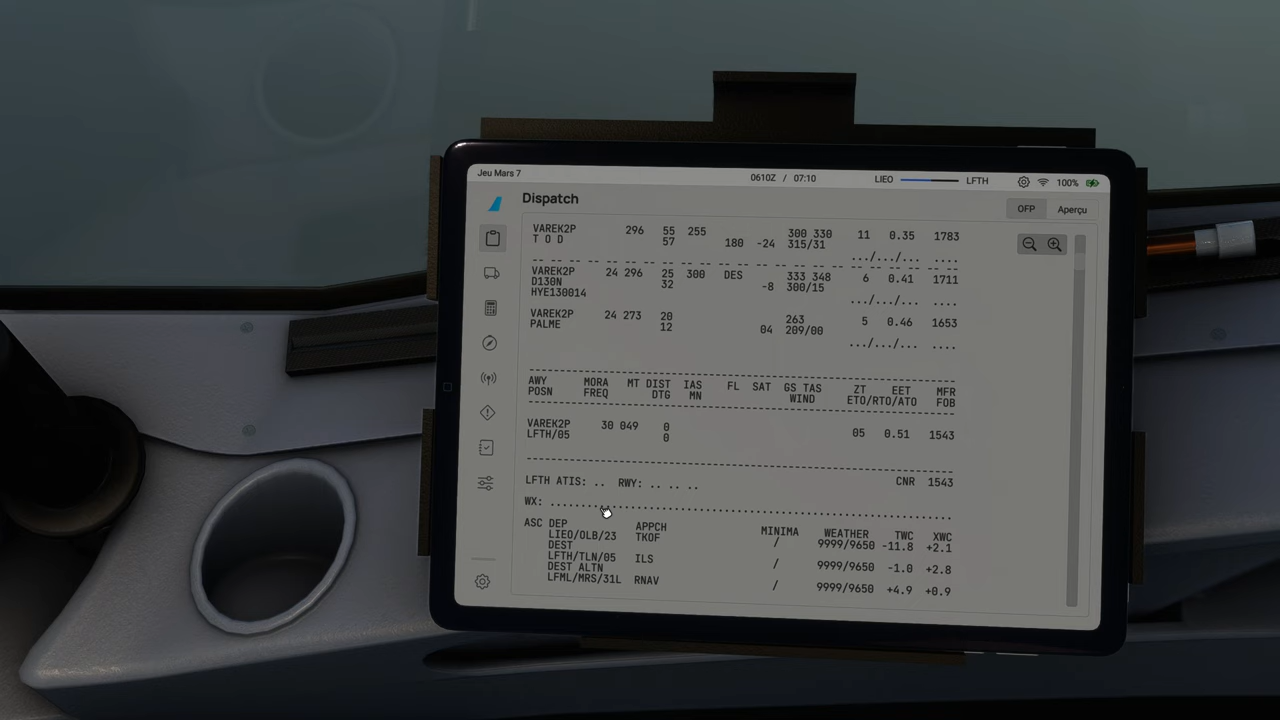 Jeu Mars 7 0610Z / 07:10 LIEO LFTH 100%
Dispatch OFP Aperçu
VAREK2P 296 55 255 300 330 11 0.35 1783
T O D 57 180 -24 315/31
.../.../... ....
VAREK2P 24 296 25 300 DES 333 348 6 0.41 1711
D130N 32 -8 300/15
HYE130014 .../.../... ....
VAREK2P 24 273 20 263 5 0.46 1653
PALME 12 04 209/00
.../.../... ....
AWY MORA MT DIST IAS FL SAT GS TAS ZT EET MFR
POSN FREQ DTG MN WIND ETO/RTO/ATO FOB
VAREK2P 30 049 0 05 0.51 1543
LFTH/05 0
LFTH ATIS: .. RWY: .. .. .. CNR 1543
WX: ....................................................
ASC DEP APPCH MINIMA WEATHER TWC XWC
LIEO/OLB/23 TKOF / 9999/9650 -11.8 +2.1
DEST
LFTH/TLN/05 ILS / 9999/9650 -1.0 +2.8
DEST ALTN
LFML/MRS/31L RNAV / 9999/9650 +4.9 +0.9